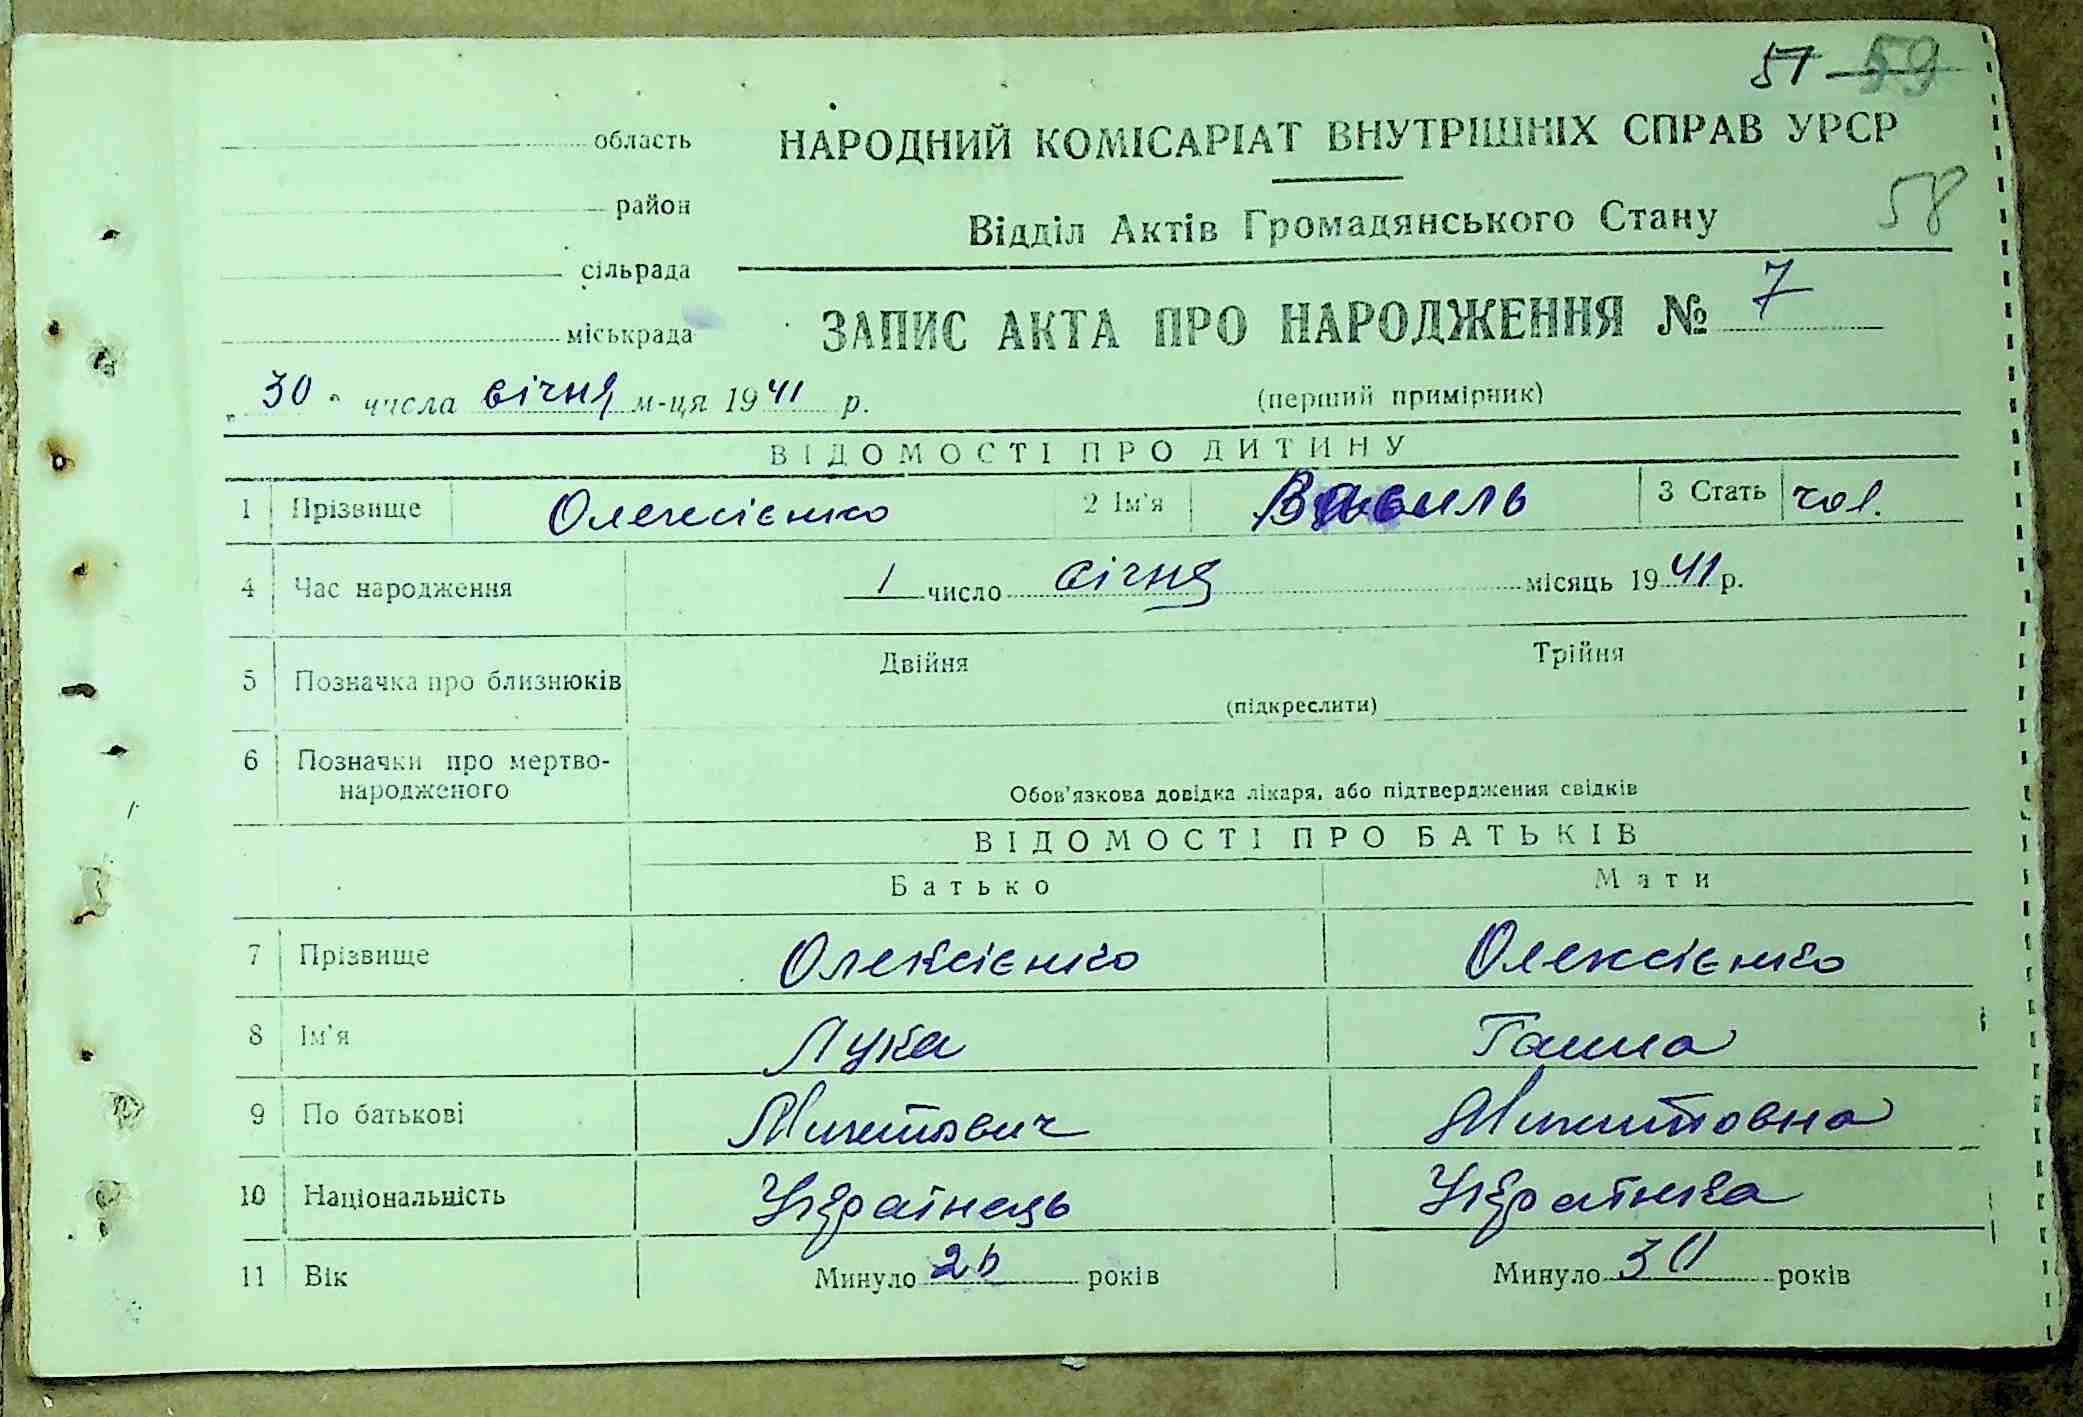 57 59
область НАРОДНИЙ КОМІСАРІАТ ВНУТРІШНІХ СПРАВ УРСР
район
Відділ Актів Громадянського Стану 58
сільрада
міськрада ЗАПИС АКТА ПРО НАРОДЖЕННЯ № 7
„30" числа січня м-ця 1941 р. (перший примірник)
ВІДОМОСТІ ПРО ДИТИНУ
1 Прізвище Олексієнко 2 Ім'я Василь 3 Стать чол.
4 Час народження 1 число січня місяць 1941 р.
5 Позначка про близнюків Двійня Трійня
(підкреслити)
6 Позначки про мертво-
народженого Обов'язкова довідка лікаря, або підтвердження свідків
ВІДОМОСТІ ПРО БАТЬКІВ
Батько Мати
7 Прізвище Олексієнко Олексієнко
8 Ім'я Лука Ганна
9 По батькові Микитович Микитовна
10 Національність Українець Українка
11 Вік Минуло років Минуло 30 років